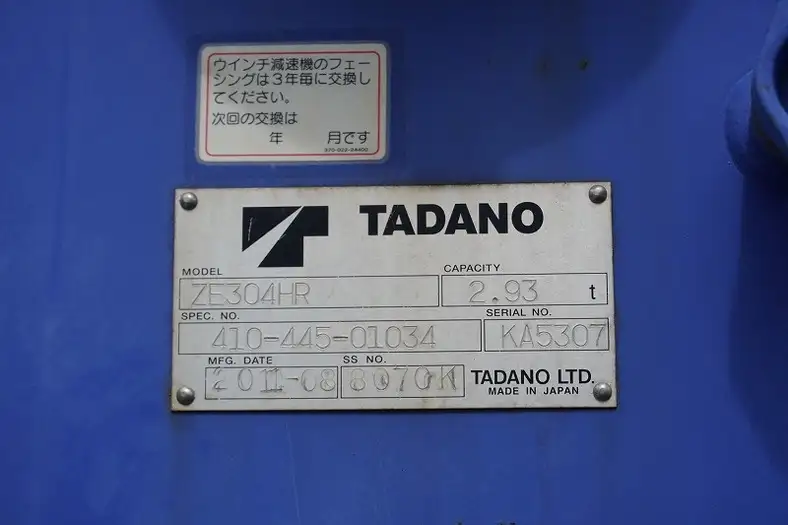 ウインチ減速機のフェー
シングは3年毎に交換し
てください。
次回の交換は
年 月です
TADANO
MODEL
ZE304HR
CAPACITY
2.93 t
SPEC. NO.
410-445-01034
SERIAL NO.
KA5307
MFG. DATE
2011-08
SS NO.
TADANO LTD.
MADE IN JAPAN